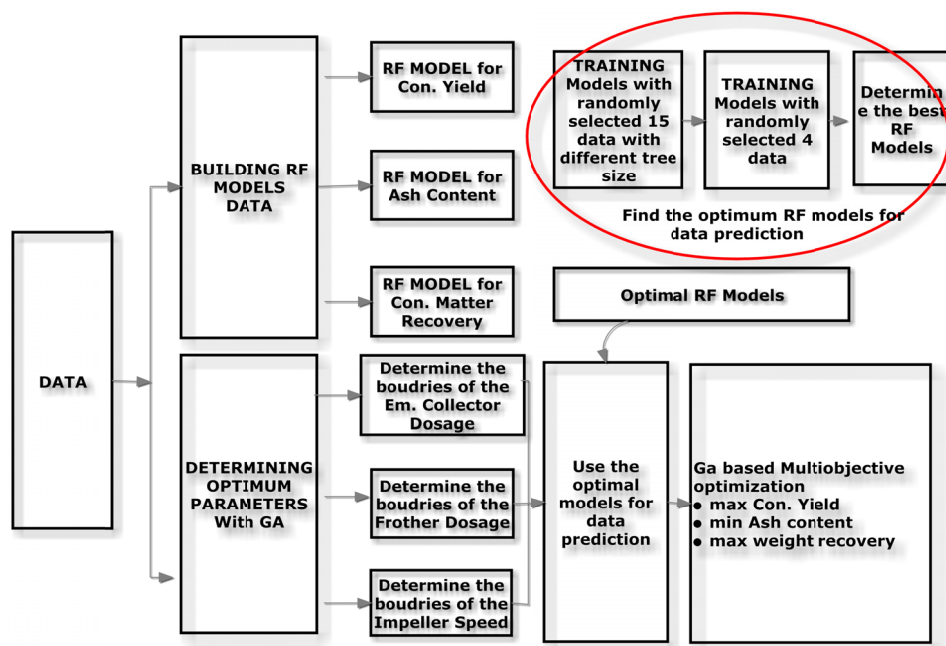 RF MODEL for
Con. Yield
TRAINING
Models with
randomly
selected 15
data with
different tree
size
TRAINING
Models with
randomly
selected 4
data
Determin
e the best
RF
Models
BUILDING RF
MODELS
DATA
RF MODEL for
Ash Content
Find the optimum RF models for
data prediction
RF MODEL for
Con. Matter
Recovery
Optimal RF Models
DATA
DETERMINING
OPTIMUM
PARAMETERS
With GA
Determine the
boudries of the
Em. Collector
Dosage
Determine the
boudries of the
Frother Dosage
Determine the
boudries of the
Impeller Speed
Use the
optimal
models for
data
prediction
Ga based Multiobjective
optimization
● max Con. Yield
● min Ash content
● max weight recovery